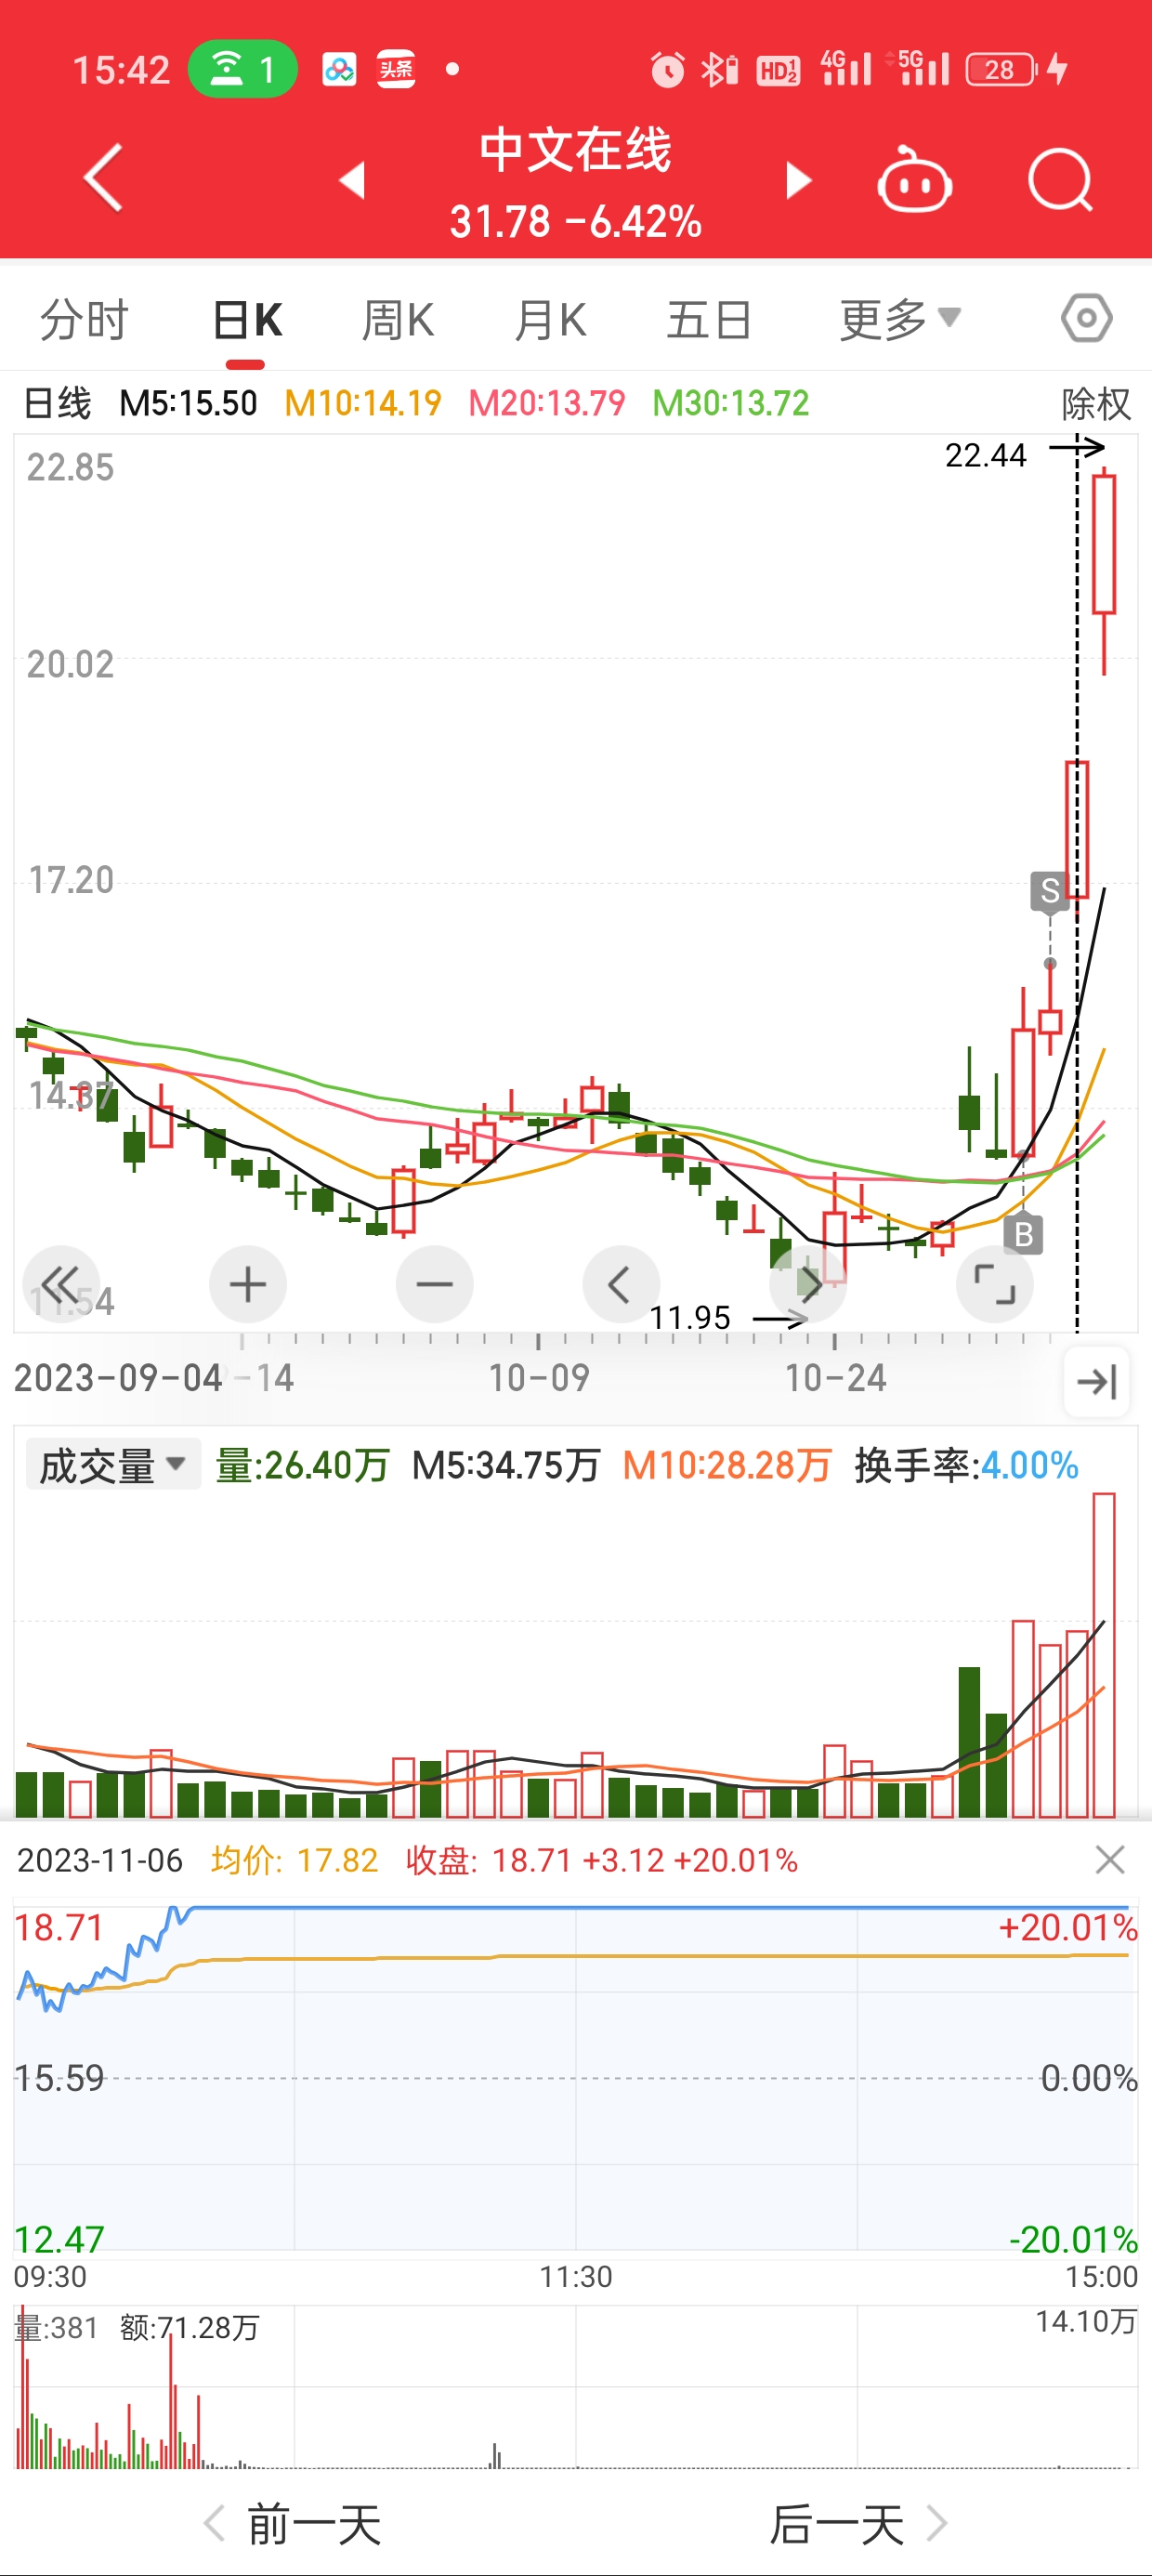 15:42 1 头条 HD1 2 4G 5G 28
中文在线
31.78 -6.42%
分时 日K 周K 月K 五日 更多
日线 M5:15.50 M10:14.19 M20:13.79 M30:13.72 除权
22.44
22.85
20.02
17.20
S
14.37
B
11.54
11.95
2023-09-04 -14 10-09 10-24
成交量 量:26.40万 M5:34.75万 M10:28.28万 换手率:4.00%
2023-11-06 均价: 17.82 收盘: 18.71 +3.12 +20.01%
18.71 +20.01%
15.59 0.00%
12.47 -20.01%
09:30 11:30 15:00
量:381 额:71.28万 14.10万
前一天 后一天